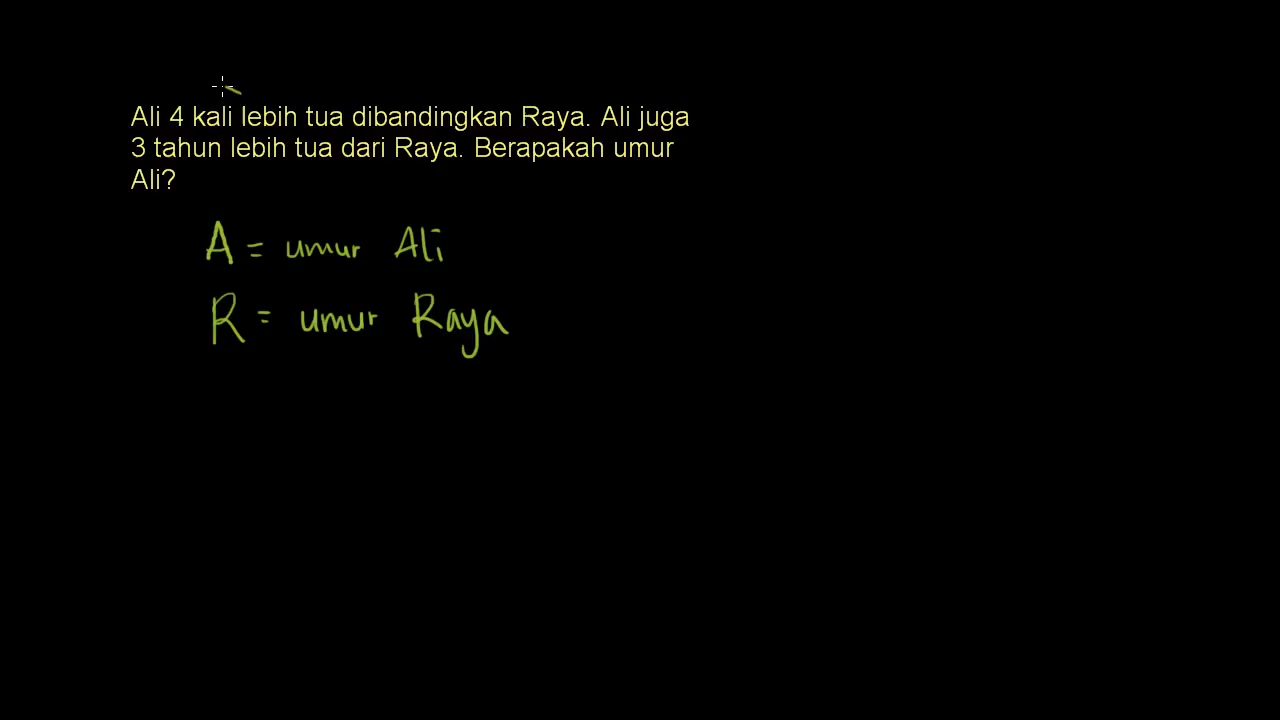 Ali 4 kali lebih tua dibandingkan Raya. Ali juga
3 tahun lebih tua dari Raya. Berapakah umur
Ali?
A = umur Ali
R = umur Raya